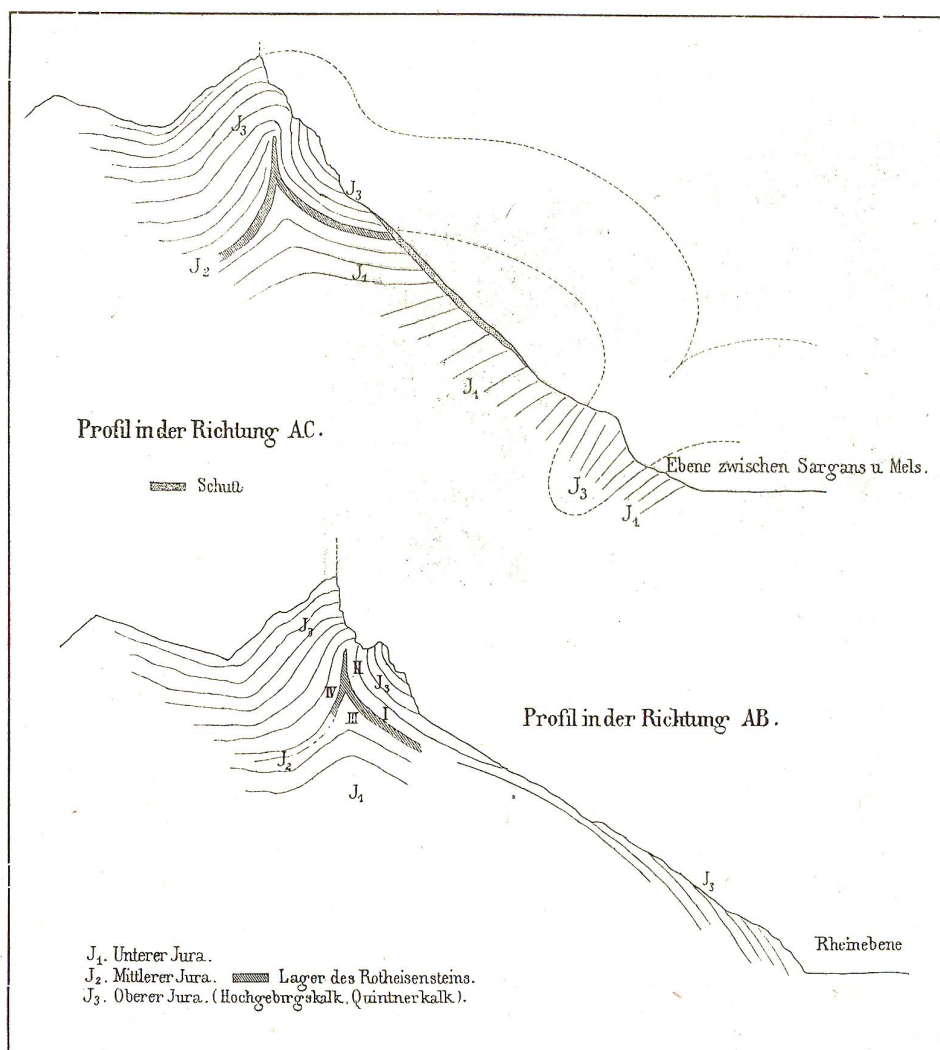 J₃
J₃
J₂
J₁
J₁
Profil in der Richtung AC.
Schutt
Ebene zwischen Sargans u. Mels.
J₃
J₁
J₃
II
J₃
IV
I
III
Profil in der Richtung AB.
J₂
J₁
J₃
Rheinebene
J₁. Unterer Jura.
J₂. Mittlerer Jura. Lager des Rotheisensteins.
J₃. Oberer Jura. (Hochgebirgskalk, Quintnerkalk).